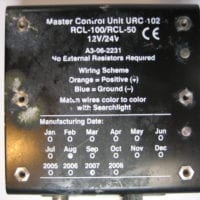 Master Control Unit URC-102
RCL-100/RCL-50
12V/24V
A3-06-2231
No External Resistors Required
Wiring Scheme
Orange = Positive (+)
Blue = Ground (–)
Match wires color to color
with Searchlight
Manufacturing Date:
Jan Feb Mar Apr May Jun
Jul Aug Sep Oct Nov Dec
2005 2006 2007 2008